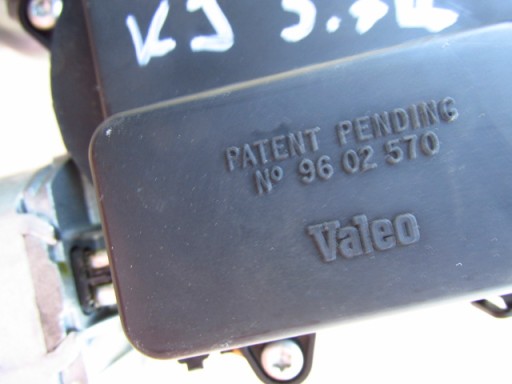 KJ
PATENT PENDING
Nº 96 02 570
Valeo